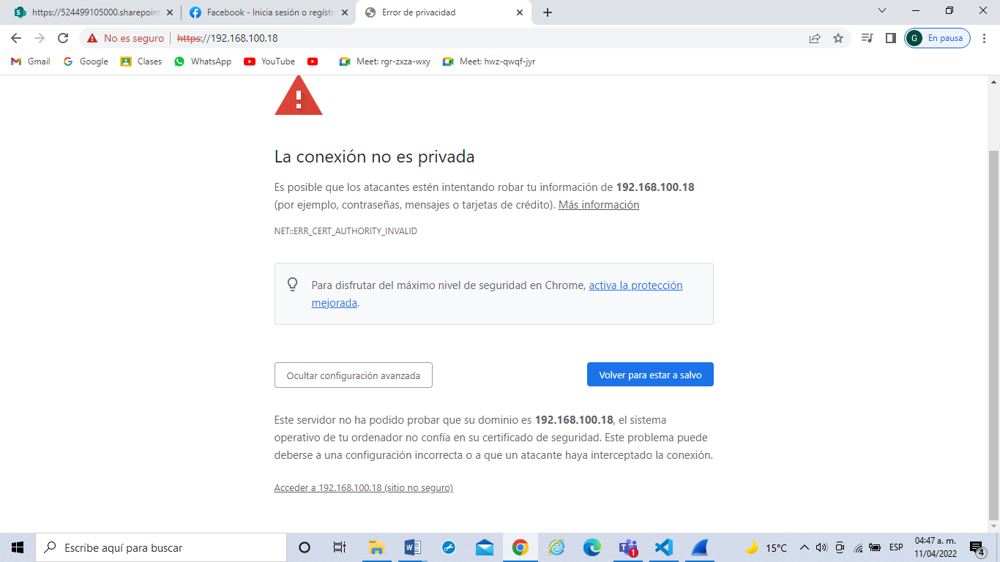 https://524499105000.sharepoint
Facebook - Inicia sesión o regístr
Error de privacidad
No es seguro
https://192.168.100.18
G
En pausa
Gmail
Google
Clases
WhatsApp
YouTube
Meet: rgr-zxza-wxy
Meet: hwz-qwqf-jyr
La conexión no es privada
Es posible que los atacantes estén intentando robar tu información de 192.168.100.18
(por ejemplo, contraseñas, mensajes o tarjetas de crédito). Más información
NET::ERR_CERT_AUTHORITY_INVALID
Para disfrutar del máximo nivel de seguridad en Chrome, activa la protección
mejorada.
Ocultar configuración avanzada
Volver para estar a salvo
Este servidor no ha podido probar que su dominio es 192.168.100.18, el sistema
operativo de tu ordenador no confía en su certificado de seguridad. Este problema puede
deberse a una configuración incorrecta o a que un atacante haya interceptado la conexión.
Acceder a 192.168.100.18 (sitio no seguro)
Escribe aquí para buscar
1
15°C
ESP
04:47 a. m.
11/04/2022
4